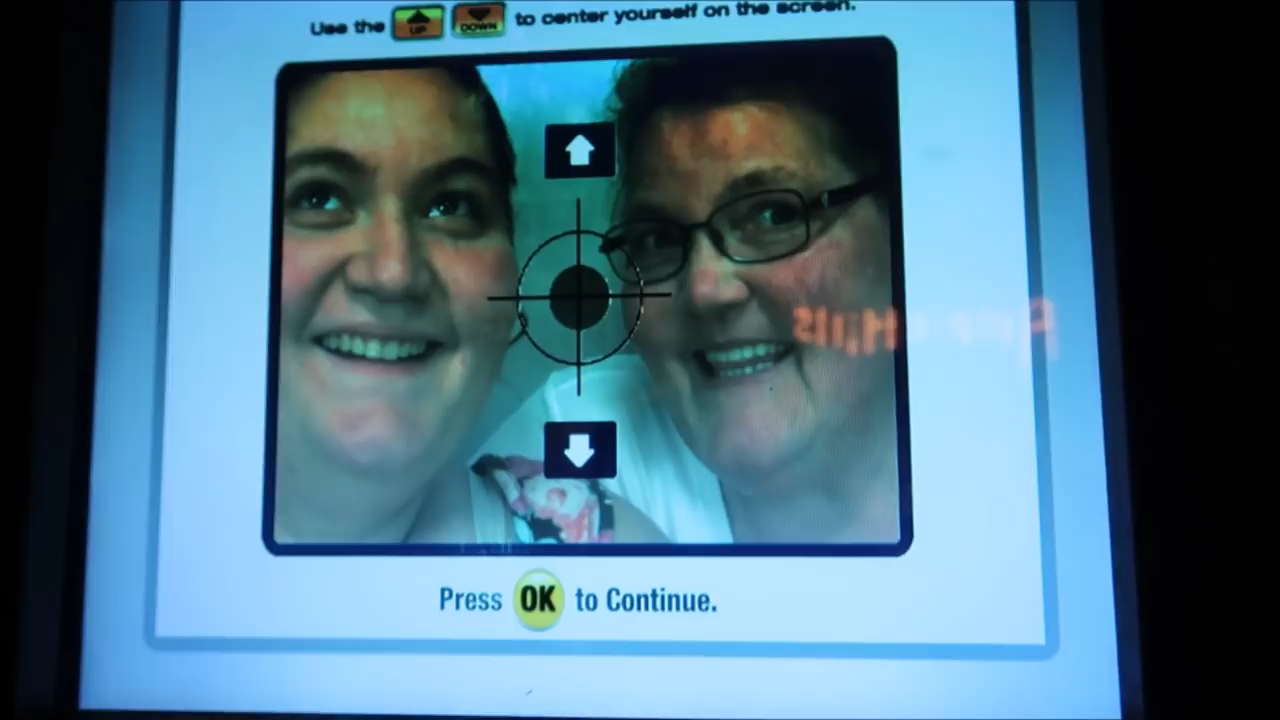 Use the UP DOWN to center yourself on the screen.
Press OK to Continue.